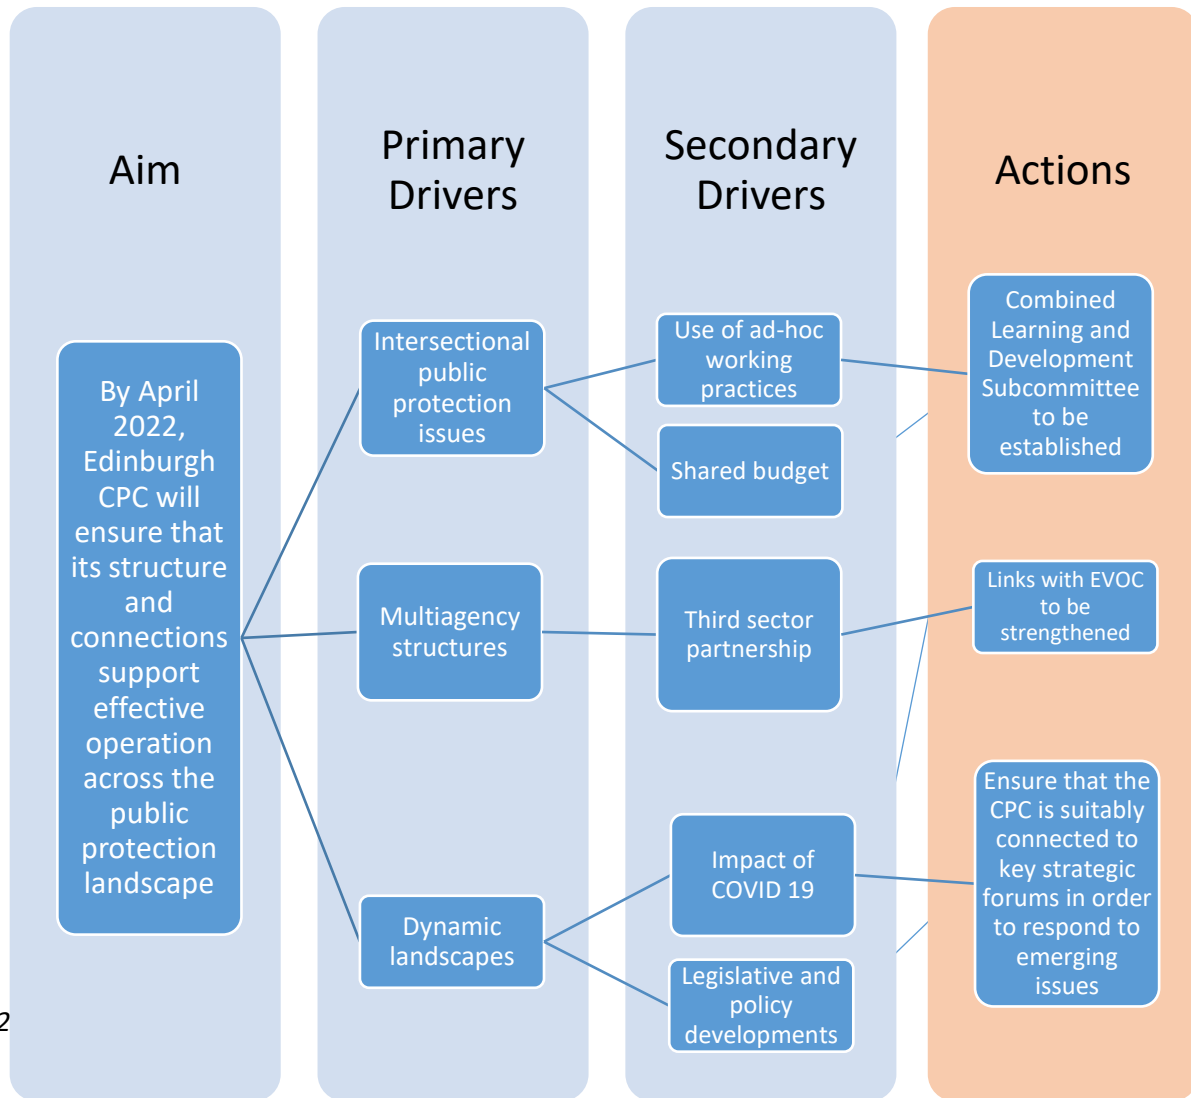 Aim
Primary
Drivers
Secondary
Drivers
Actions
By April
2022,
Edinburgh
CPC will
ensure that
its structure
and
connections
support
effective
operation
across the
public
protection
landscape
Intersectional
public
protection
issues
Multiagency
structures
Dynamic
landscapes
Use of ad-hoc
working
practices
Shared budget
Third sector
partnership
Impact of
COVID 19
Legislative and
policy
developments
Combined
Learning and
Development
Subcommittee
to be
established
Links with EVOC
to be
strengthened
Ensure that the
CPC is suitably
connected to
key strategic
forums in order
to respond to
emerging
issues
2